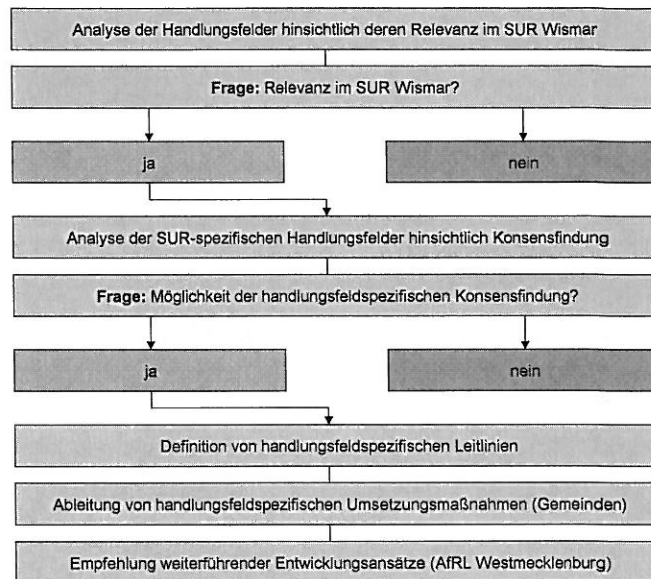 Analyse der Handlungsfelder hinsichtlich deren Relevanz im SUR Wismar
Frage: Relevanz im SUR Wismar?
ja
nein
Analyse der SUR-spezifischen Handlungsfelder hinsichtlich Konsensfindung
Frage: Möglichkeit der handlungsfeldspezifischen Konsensfindung?
ja
nein
Definition von handlungsfeldspezifischen Leitlinien
Ableitung von handlungsfeldspezifischen Umsetzungsmaßnahmen (Gemeinden)
Empfehlung weiterführender Entwicklungsansätze (AfRL Westmecklenburg)